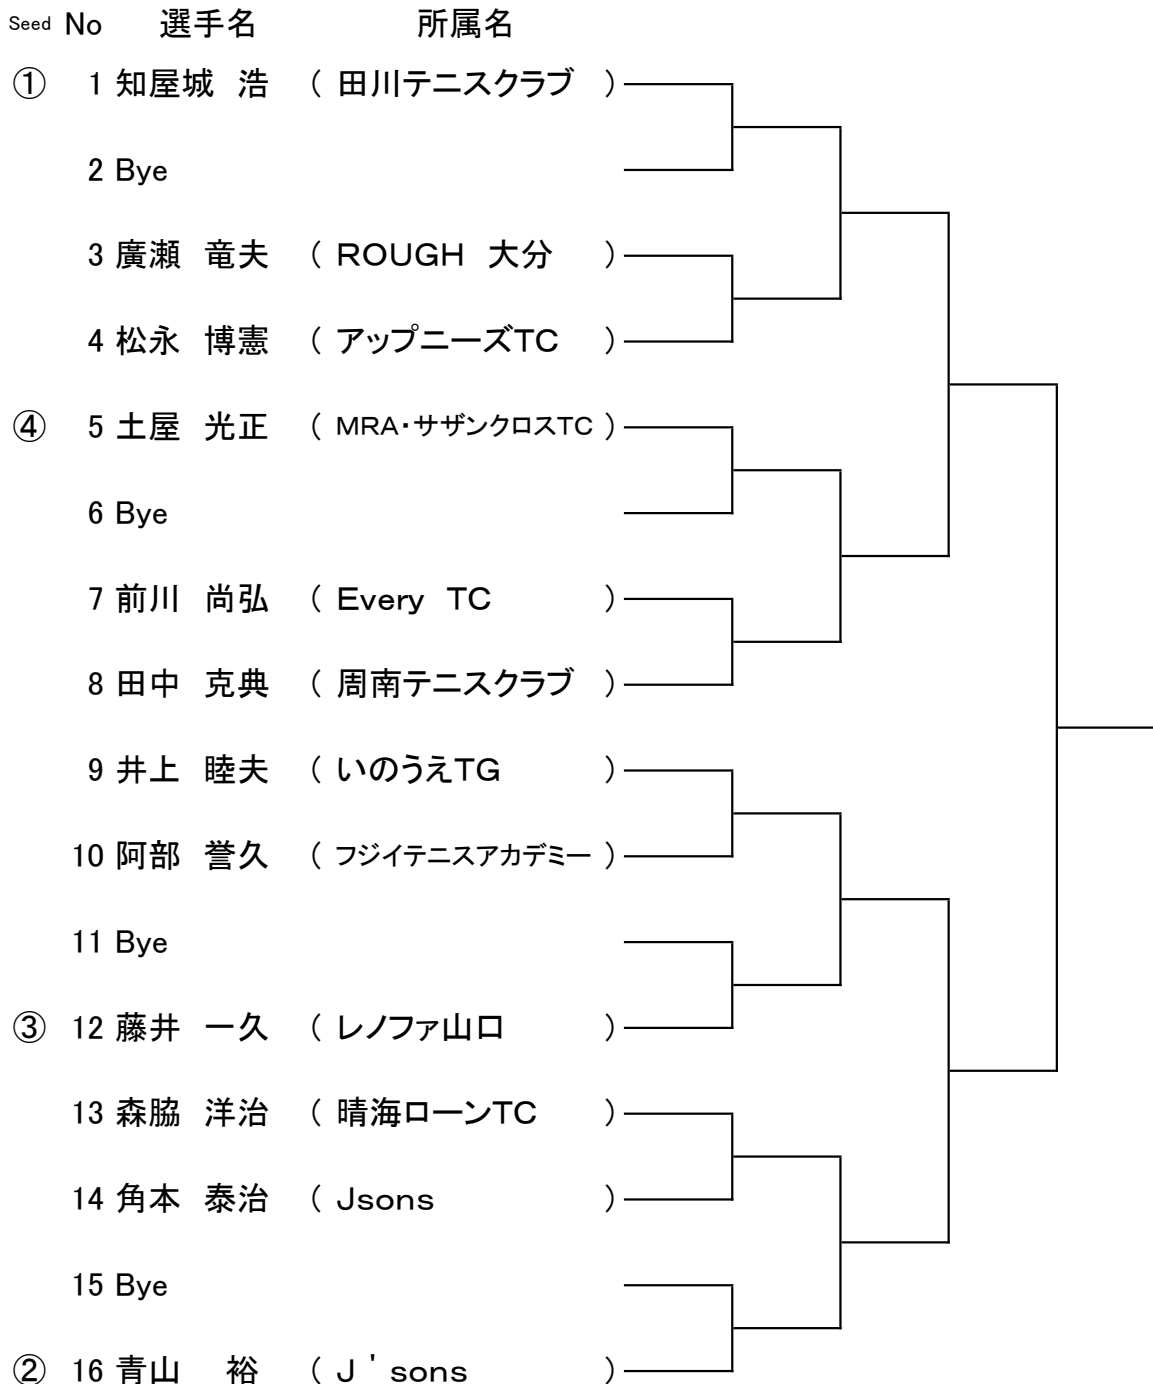 Seed No 選手名 所属名
① 1 知屋城 浩 ( 田川テニスクラブ )
2 Bye
3 廣瀬 竜夫 ( ROUGH 大分 )
4 松永 博憲 ( アップニーズTC )
④ 5 土屋 光正 ( MRA・サザンクロスTC )
6 Bye
7 前川 尚弘 ( Every TC )
8 田中 克典 ( 周南テニスクラブ )
9 井上 睦夫 ( いのうえTG )
10 阿部 誉久 ( フジイテニスアカデミー )
11 Bye
③ 12 藤井 一久 ( レノファ山口 )
13 森脇 洋治 ( 晴海ローンTC )
14 角本 泰治 ( Jsons )
15 Bye
② 16 青山 裕 ( J'sons )